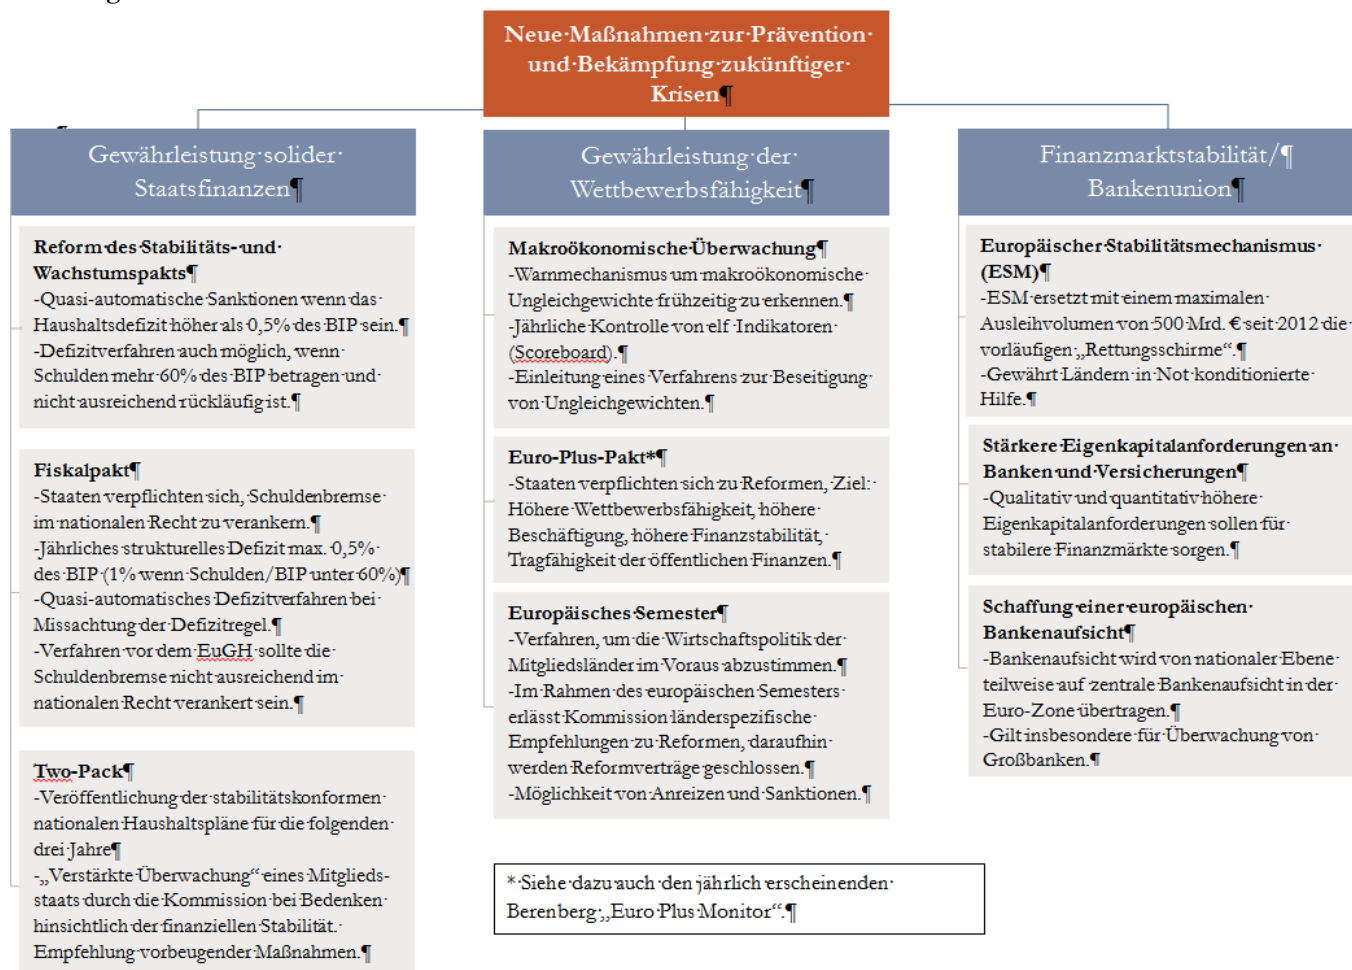 Neue Maßnahmen zur Prävention
und Bekämpfung zukünftiger
Krisen¶
¶
Gewährleistung solider
Staatsfinanzen¶
Reform des Stabilitäts- und
Wachstumspakts¶
-Quasi-automatische Sanktionen wenn das
Haushaltsdefizit höher als 0,5% des BIP sein.¶
-Defizitverfahren auch möglich, wenn
Schulden mehr 60% des BIP betragen und
nicht ausreichend rückläufig ist.¶
Fiskalpakt¶
-Staaten verpflichten sich, Schuldenbremse
im nationalen Recht zu verankern.¶
-Jährliches strukturelles Defizit max. 0,5%
des BIP (1% wenn Schulden/BIP unter 60%)¶
-Quasi-automatisches Defizitverfahren bei
Missachtung der Defizitregel.¶
-Verfahren vor dem EuGH sollte die
Schuldenbremse nicht ausreichend im
nationalen Recht verankert sein.¶
Two-Pack¶
-Veröffentlichung der stabilitätskonformen
nationalen Haushaltspläne für die folgenden
drei Jahre¶
-„Verstärkte Überwachung“ eines Mitglieds-
staats durch die Kommission bei Bedenken
hinsichtlich der finanziellen Stabilität.
Empfehlung vorbeugender Maßnahmen.¶
Gewährleistung der
Wettbewerbsfähigkeit¶
Makroökonomische Überwachung¶
-Warnmechanismus um makroökonomische
Ungleichgewichte frühzeitig zu erkennen.¶
-Jährliche Kontrolle von elf Indikatoren
(Scoreboard).¶
-Einleitung eines Verfahrens zur Beseitigung
von Ungleichgewichten.¶
Euro-Plus-Pakt*¶
-Staaten verpflichten sich zu Reformen, Ziel:
Höhere Wettbewerbsfähigkeit, höhere
Beschäftigung, höhere Finanzstabilität,
Tragfähigkeit der öffentlichen Finanzen.¶
Europäisches Semester¶
-Verfahren, um die Wirtschaftspolitik der
Mitgliedsländer im Voraus abzustimmen.¶
-Im Rahmen des europäischen Semesters
erlässt Kommission länderspezifische
Empfehlungen zu Reformen, daraufhin
werden Reformverträge geschlossen.¶
-Möglichkeit von Anreizen und Sanktionen.¶
* Siehe dazu auch den jährlich erscheinenden
Berenberg „Euro Plus Monitor“.¶
Finanzmarktstabilität/¶
Bankenunion¶
Europäischer Stabilitätsmechanismus
(ESM)¶
-ESM ersetzt mit einem maximalen
Ausleihvolumen von 500 Mrd. € seit 2012 die
vorläufigen „Rettungsschirme“.¶
-Gewährt Ländern in Not konditionierte
Hilfe.¶
Stärkere Eigenkapitalanforderungen an
Banken und Versicherungen¶
-Qualitativ und quantitativ höhere
Eigenkapitalanforderungen sollen für
stabilere Finanzmärkte sorgen.¶
Schaffung einer europäischen
Bankenaufsicht¶
-Bankenaufsicht wird von nationaler Ebene
teilweise auf zentrale Bankenaufsicht in der
Euro-Zone übertragen.¶
-Gilt insbesondere für Überwachung von
Großbanken.¶